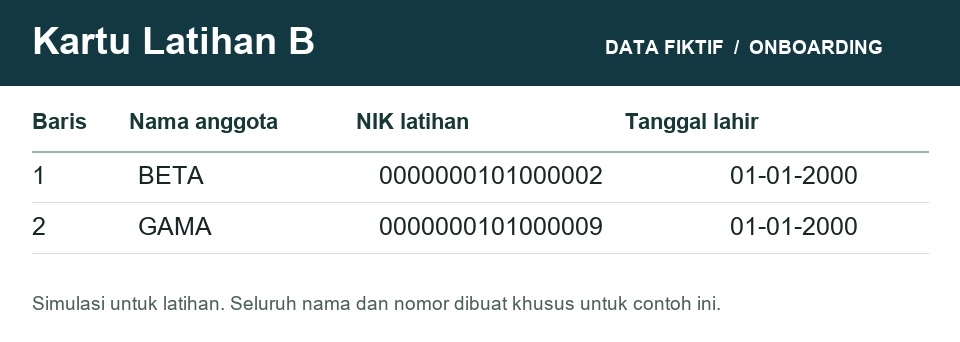 Kartu Latihan B
DATA FIKTIF / ONBOARDING
Baris Nama anggota NIK latihan Tanggal lahir
1 BETA 0000000101000002 01-01-2000
2 GAMA 0000000101000009 01-01-2000
Simulasi untuk latihan. Seluruh nama dan nomor dibuat khusus untuk contoh ini.